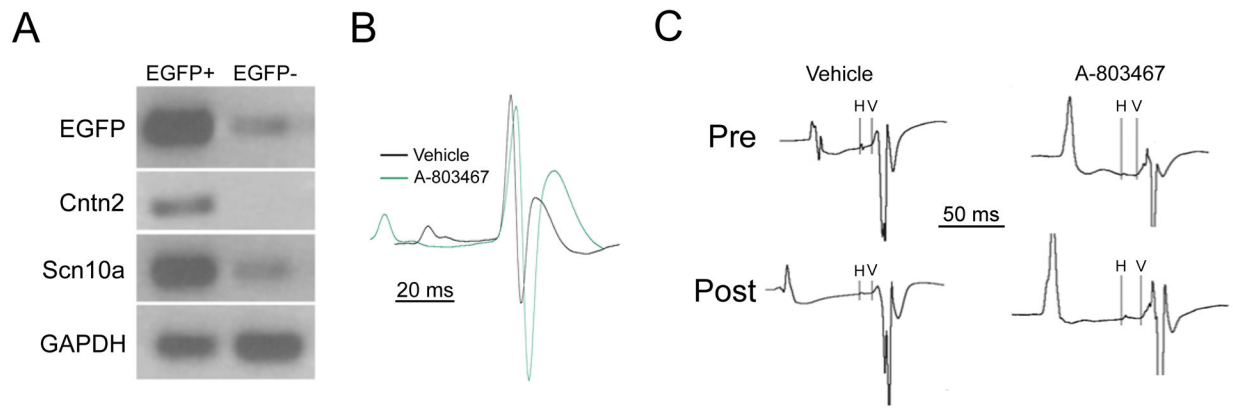 A
EGFP+ EGFP-
EGFP
Cntn2
Scn10a
GAPDH
B
Vehicle
A-803467
20 ms
C
Vehicle
A-803467
Pre
H V
H V
50 ms
Post
H V
H V